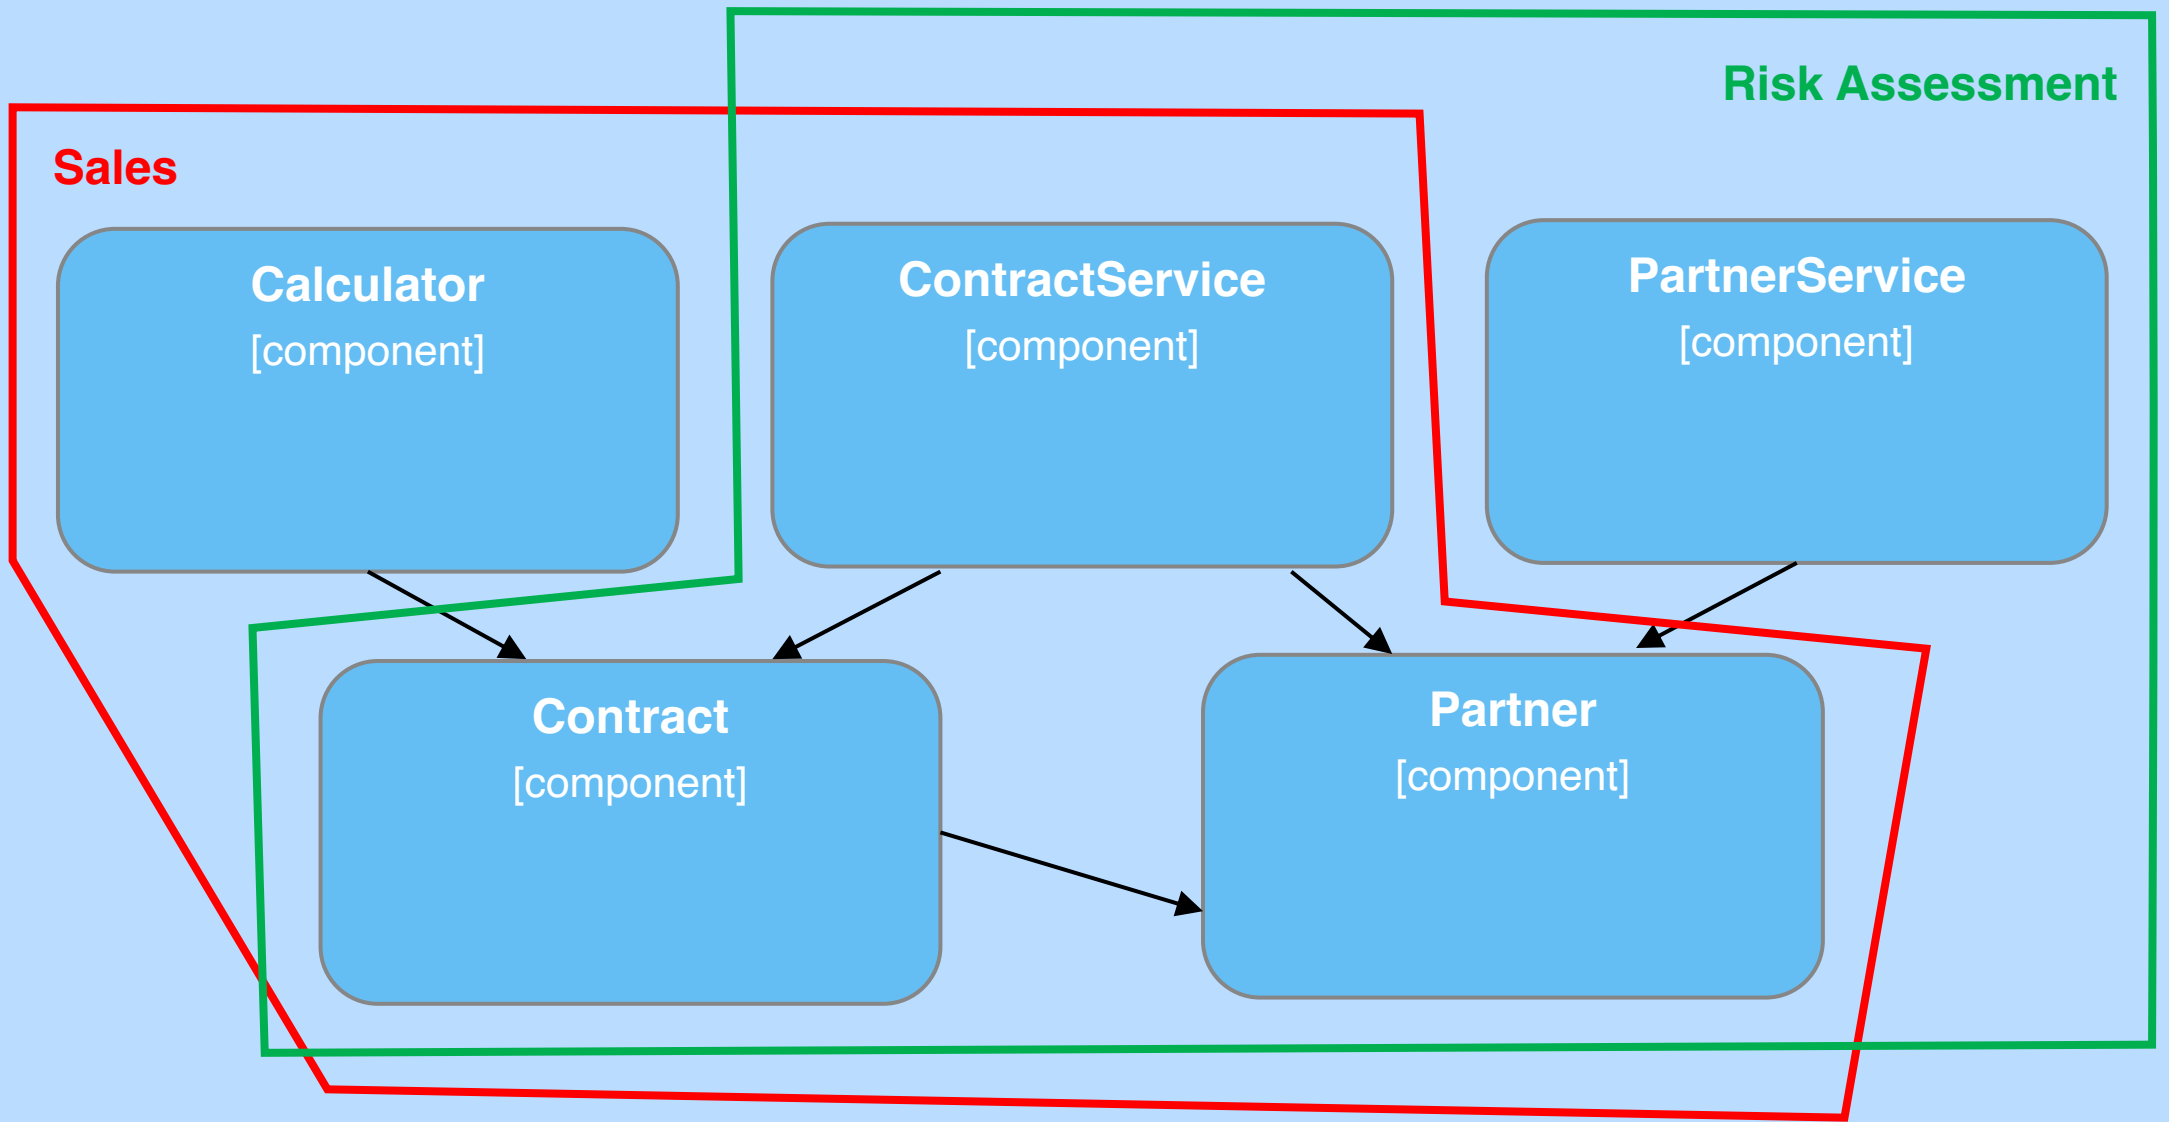 Risk Assessment
Sales
Calculator
[component]
ContractService
[component]
PartnerService
[component]
Contract
[component]
Partner
[component]